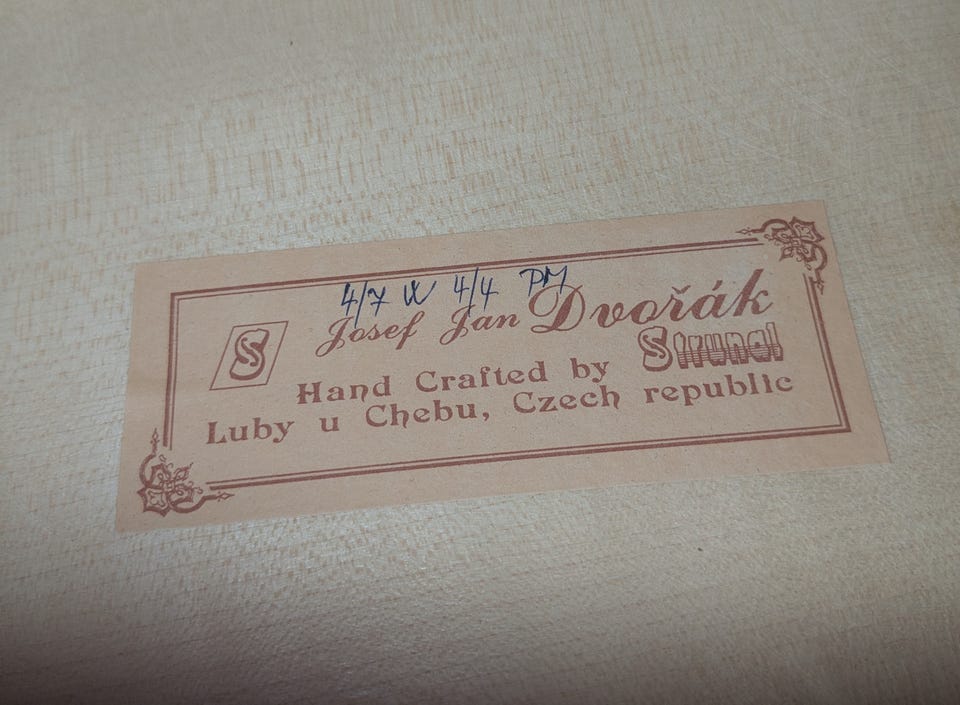 4/7 W 4/4 PM
Josef Jan Dvořák
S
Hand Crafted by Strunal
Luby u Chebu, Czech republic